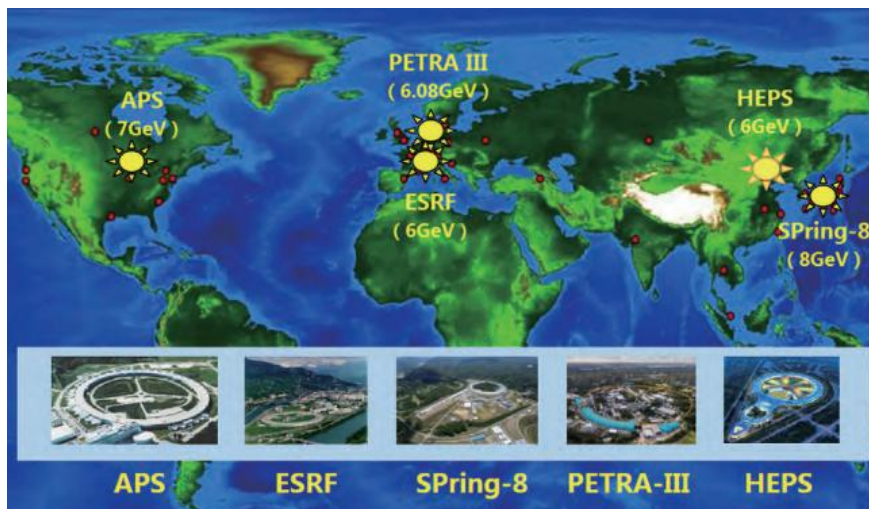 PETRA III
( 6.08GeV )
APS
( 7GeV )
HEPS
( 6GeV )
ESRF
( 6GeV )
SPring-8
( 8GeV )
APS
ESRF
SPring-8
PETRA-III
HEPS